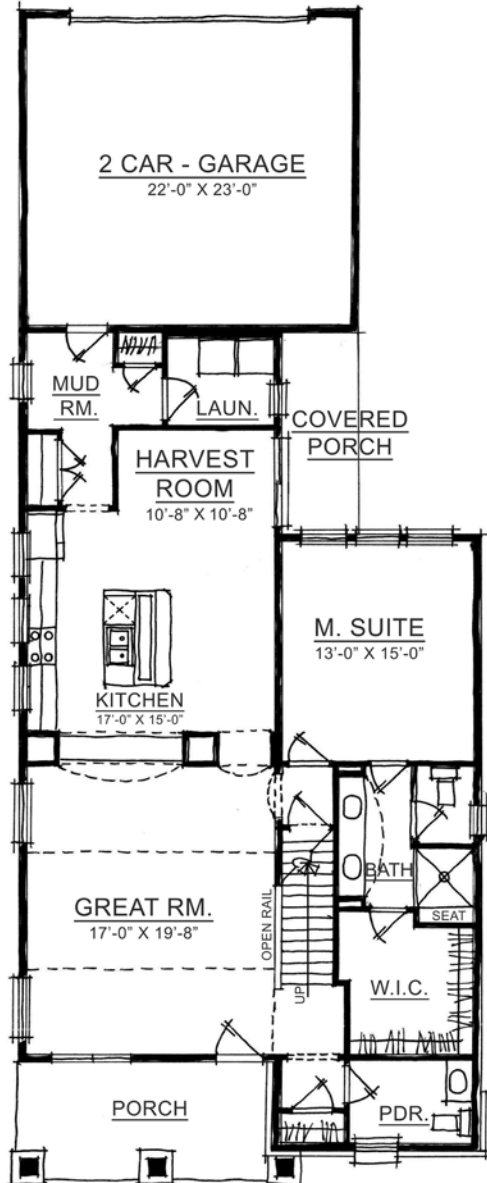 2 CAR - GARAGE
22'-0" X 23'-0"
MUD
RM.
LAUN.
COVERED
PORCH
HARVEST
ROOM
10'-8" X 10'-8"
M. SUITE
13'-0" X 15'-0"
KITCHEN
17'-0" X 15'-0"
BATH
GREAT RM.
17'-0" X 19'-8"
OPEN RAIL
SEAT
UP
W.I.C.
PORCH
PDR.